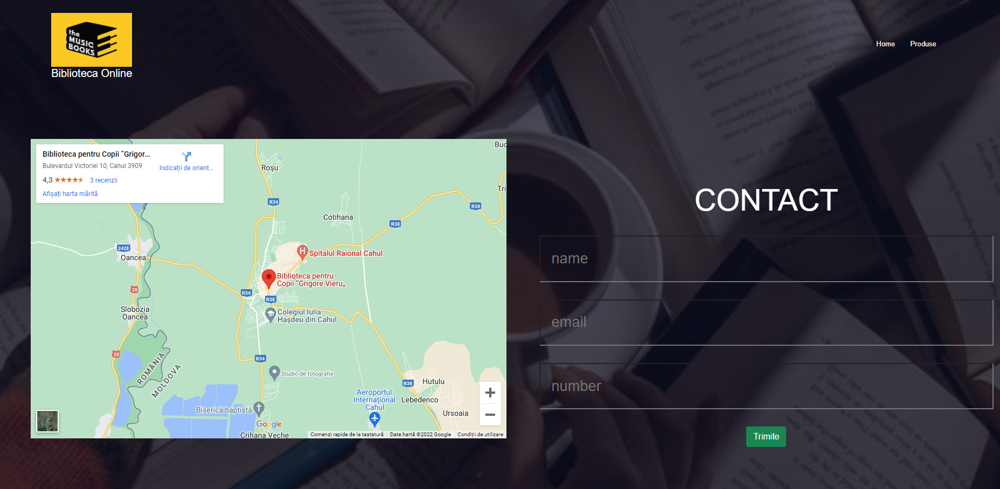 the
MUSIC
BOOKS
Biblioteca Online
Home
Produse
Biblioteca pentru Copii ”Grigor...
Bulevardul Victoriei 10, Cahul 3909
4,3
3 recenzii
Afișați harta mărită
Indicații de orient...
Buc
Roșu
Tri
R34
R38
R38
Cotihana
242E
Oancea
Spitalul Raional Cahul
Biblioteca pentru
Copii ”Grigore Vieru„
26
R34
R38
Slobozia
Oancea
Colegiul Iulia
Hașdeu din Cahul
26
R34
ROMÂNIA
MOLDOVA
Studio de fotografie
R38
Hutulu
Aeroportul
Internaţional
Cahul
Lebedenco
Biserică baptistă
Ursoaia
Google
Crihana Veche
Comenzi rapide de la tastatură
Date hartă ©2022 Google
Condiții de utilizare
CONTACT
name
email
number
Trimite